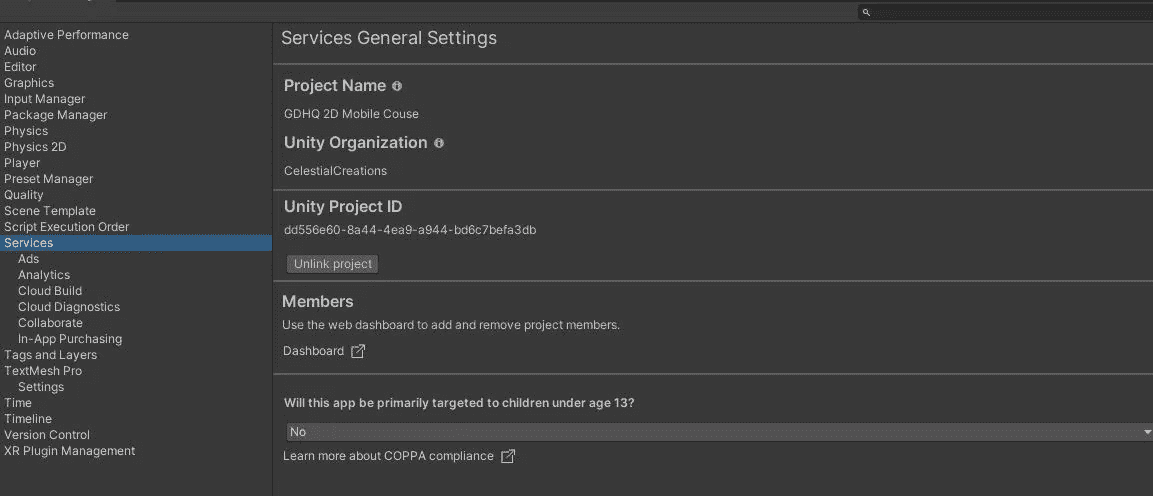 Adaptive Performance
Audio
Editor
Graphics
Input Manager
Package Manager
Physics
Physics 2D
Player
Preset Manager
Quality
Scene Template
Script Execution Order
Services
Ads
Analytics
Cloud Build
Cloud Diagnostics
Collaborate
In-App Purchasing
Tags and Layers
TextMesh Pro
Settings
Time
Timeline
Version Control
XR Plugin Management
Services General Settings
Project Name
GDHQ 2D Mobile Couse
Unity Organization
CelestialCreations
Unity Project ID
dd556e60-8a44-4ea9-a944-bd6c7befa3db
Unlink project
Members
Use the web dashboard to add and remove project members.
Dashboard
Will this app be primarily targeted to children under age 13?
No
Learn more about COPPA compliance